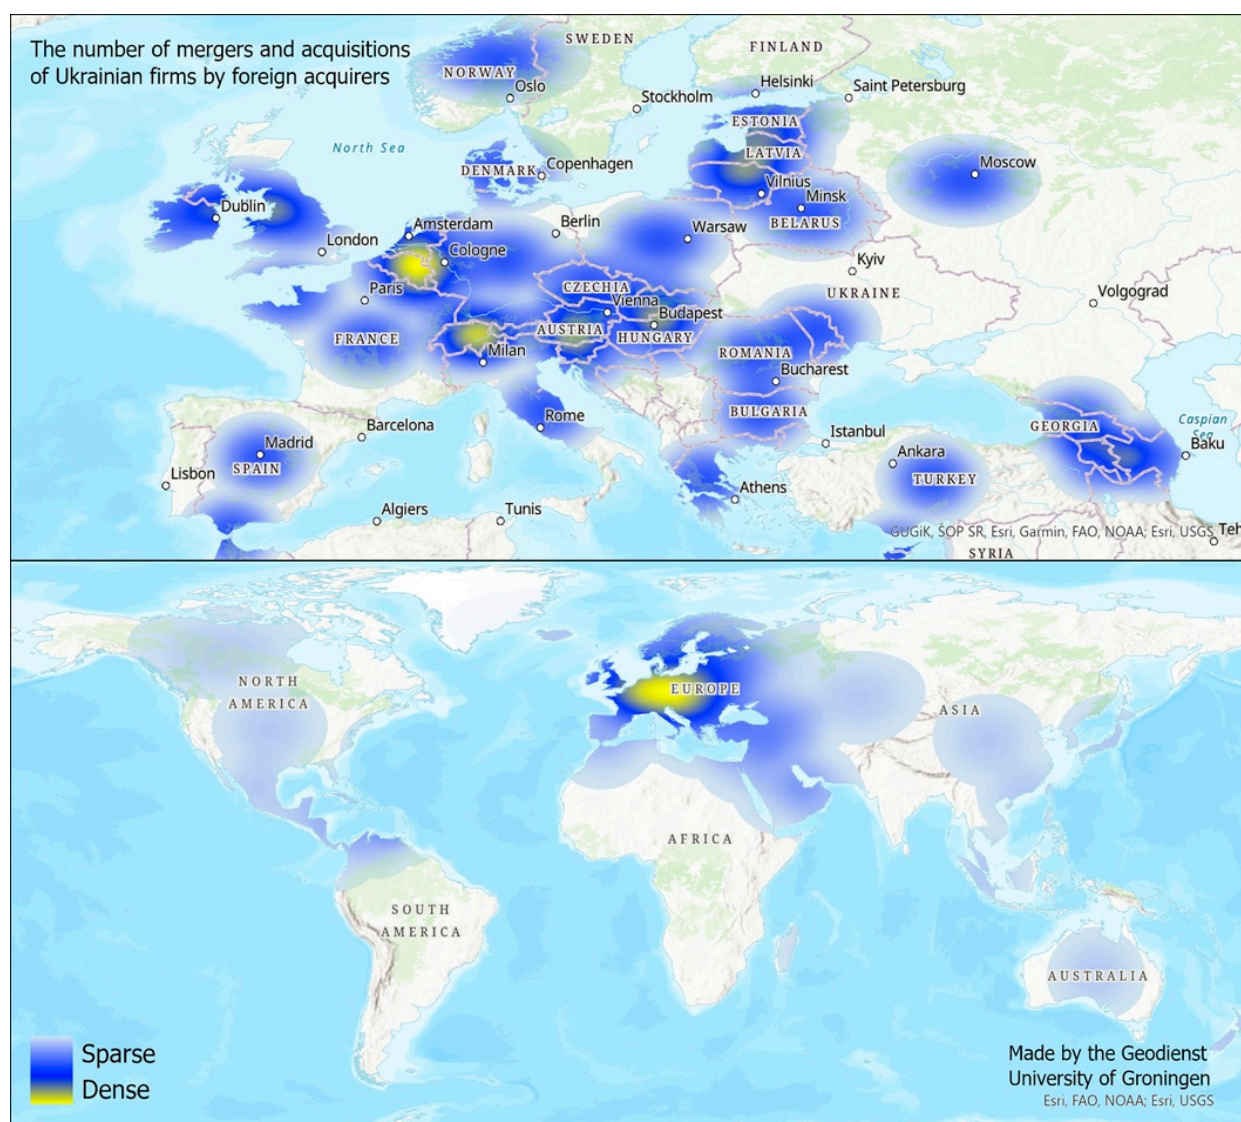 The number of mergers and acquisitions
of Ukrainian firms by foreign acquirers
SWEDEN
FINLAND
NORWAY
Oslo
Stockholm
Helsinki
Saint Petersburg
ESTONIA
North Sea
LATVIA
Moscow
DENMARK
Copenhagen
Vilnius
Minsk
BELARUS
Dublin
London
Amsterdam
Berlin
Warsaw
Cologne
Kyiv
UKRAINE
Paris
CZECHIA
Vienna
Budapest
Volgograd
FRANCE
AUSTRIA
HUNGARY
Milan
ROMANIA
Bucharest
Rome
BULGARIA
GEORGIA
Caspian
Sea
Barcelona
Istanbul
Madrid
SPAIN
Ankara
Baku
Lisbon
TURKEY
Athens
Algiers
Tunis
GUGiK, ŠOP SR, Esri, Garmin, FAO, NOAA; Esri, USGS
Teh
SYRIA
NORTH
AMERICA
EUROPE
ASIA
AFRICA
SOUTH
AMERICA
AUSTRALIA
Sparse
Dense
Made by the Geodienst
University of Groningen
Esri, FAO, NOAA; Esri, USGS